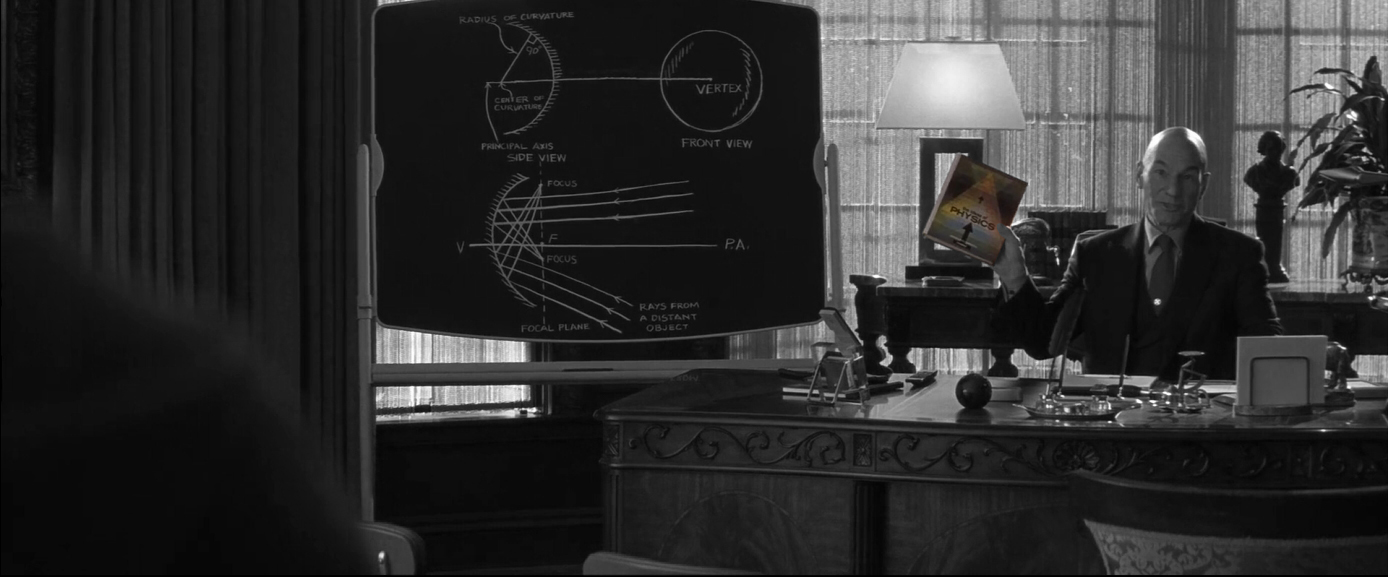 RADIUS OF CURVATURE
90°
CENTER OF
CURVATURE
VERTEX
PRINCIPAL AXIS
SIDE VIEW
FRONT VIEW
FOCUS
V
F
P.A.
FOCUS
RAYS FROM
A DISTANT
OBJECT
FOCAL PLANE
PHYSICS